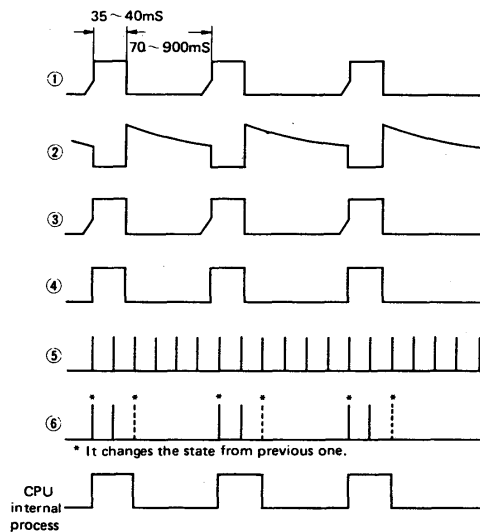 35~40mS
70~900mS
①
②
③
④
⑤
* * * * * *
⑥
* It changes the state from previous one.
CPU
internal
process